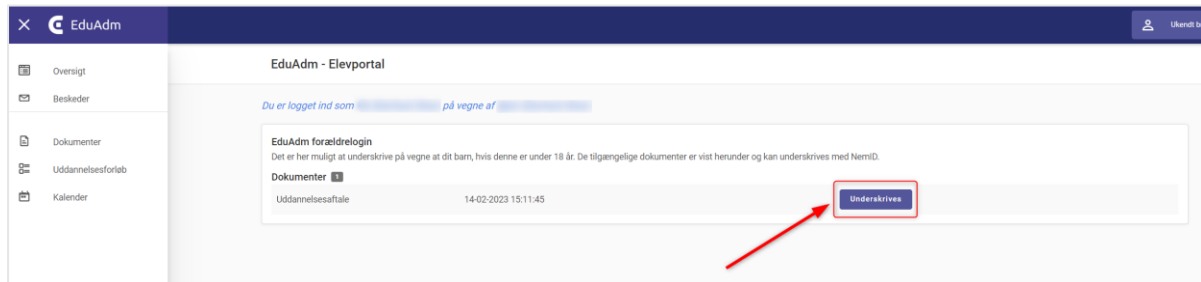 EduAdm
Ukendt b
Oversigt
Beskeder
Dokumenter
Uddannelsesforløb
Kalender
EduAdm - Elevportal
Du er logget ind som på vegne af
EduAdm forældrelogin
Det er her muligt at underskrive på vegne at dit barn, hvis denne er under 18 år. De tilgængelige dokumenter er vist herunder og kan underskrives med NemID.
Dokumenter 1
Uddannelsesaftale 14-02-2023 15:11:45 Underskrives